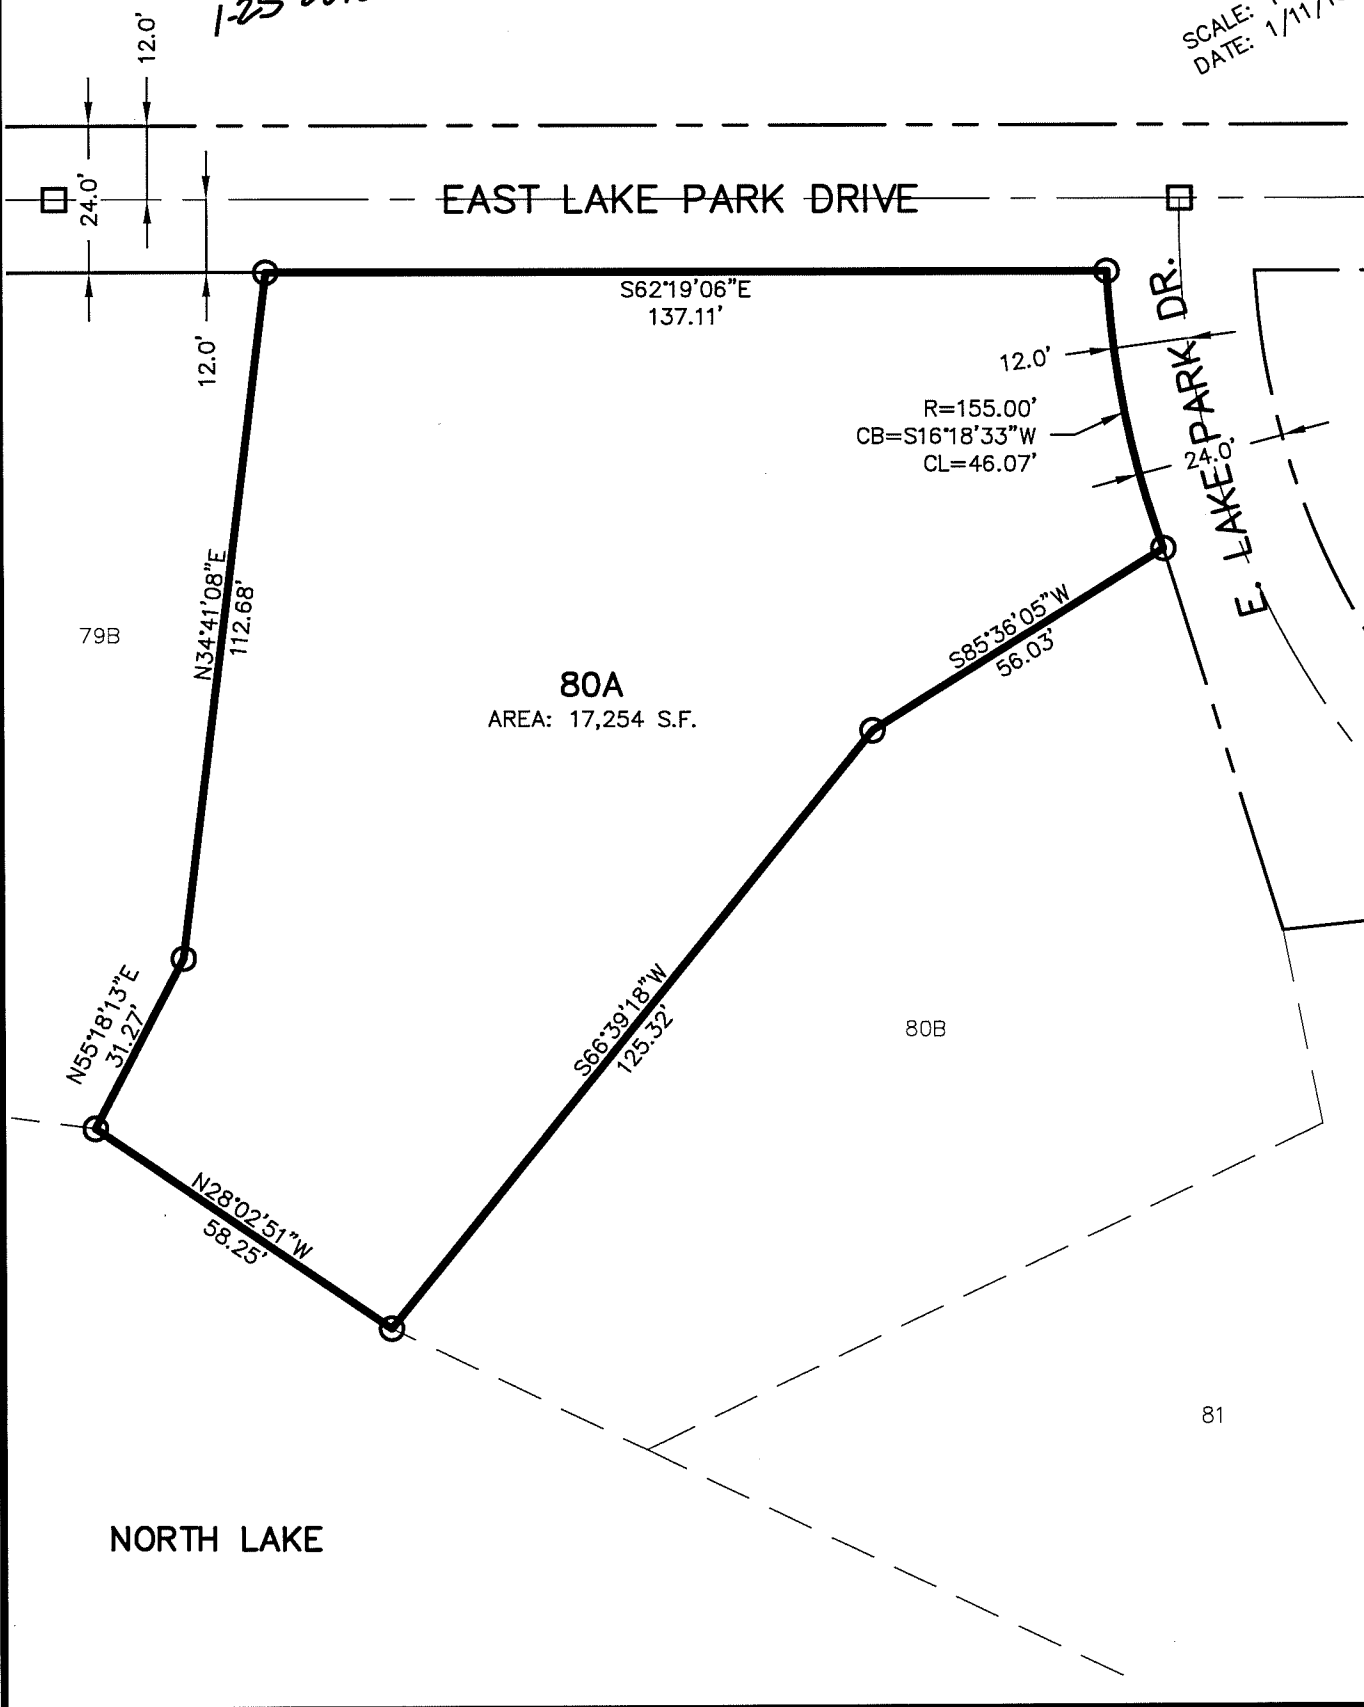 12.0'
SCALE:
DATE: 1/11/1
24.0'
EAST LAKE PARK DRIVE
S62°19'06"E
137.11'
12.0'
E. LAKE PARK DR.
12.0'
R=155.00'
CB=S16°18'33"W
CL=46.07'
24.0'
N34°41'08"E
112.68'
79B
S85°36'05"W
56.03'
80A
AREA: 17,254 S.F.
N55°18'13"E
31.27'
S66°39'18"W
125.32'
80B
N28°02'51"W
58.25'
81
NORTH LAKE